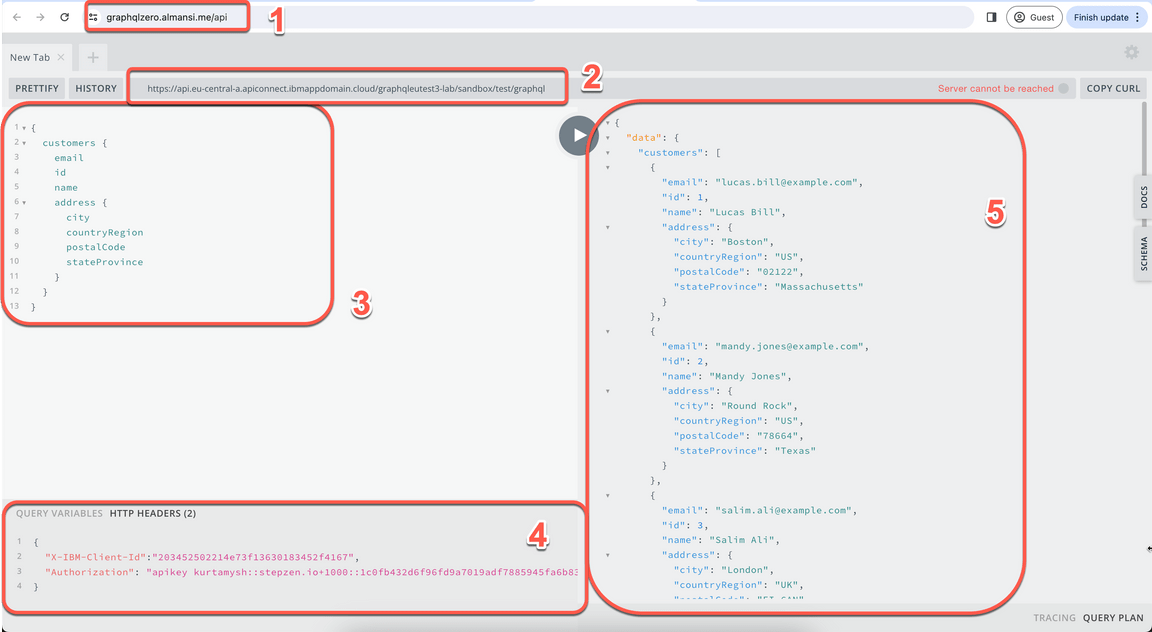 graphqlzero.almansi.me/api
1
Guest
Finish update
New Tab
PRETTIFY
HISTORY
https://api.eu-central-a.apiconnect.ibmappdomain.cloud/graphqleutest3-lab/sandbox/test/graphql
2
Server cannot be reached
COPY CURL
1 {
2 customers {
3 email
4 id
5 name
6 address {
7 city
8 countryRegion
9 postalCode
10 stateProvince
11 }
12 }
13 }
3
{
"data": {
"customers": [
{
"email": "lucas.bill@example.com",
"id": 1,
"name": "Lucas Bill",
"address": {
"city": "Boston",
"countryRegion": "US",
"postalCode": "02122",
"stateProvince": "Massachusetts"
}
},
{
"email": "mandy.jones@example.com",
"id": 2,
"name": "Mandy Jones",
"address": {
"city": "Round Rock",
"countryRegion": "US",
"postalCode": "78664",
"stateProvince": "Texas"
}
},
{
"email": "salim.ali@example.com",
"id": 3,
"name": "Salim Ali",
"address": {
"city": "London",
"countryRegion": "UK",
5
DOCS
SCHEMA
QUERY VARIABLES HTTP HEADERS (2)
4
1 {
2 "X-IBM-Client-Id":"203452502214e73f13630183452f4167",
3 "Authorization": "apikey kurtamysh::stepzen.io+1000::1c0fb432d6f96fd9a7019adf7885945fa6b83
4 }
TRACING
QUERY PLAN